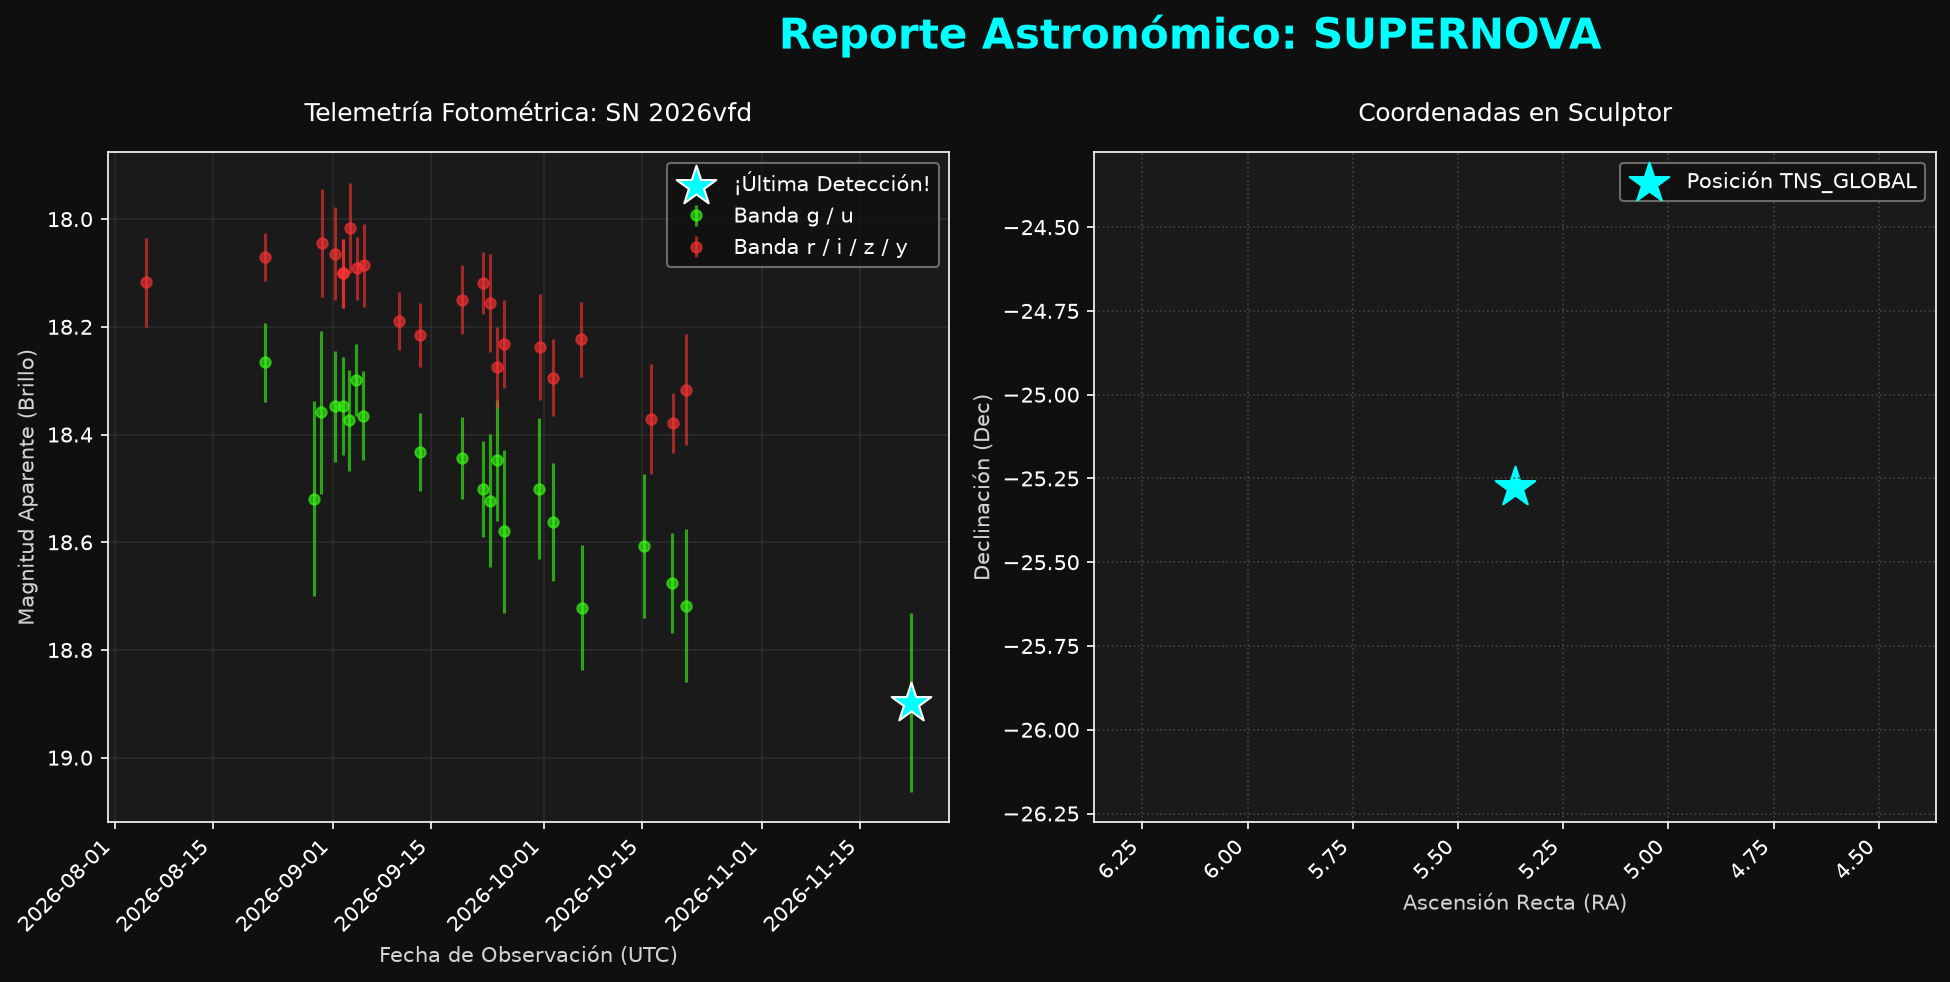 Reporte Astronómico: SUPERNOVA
Telemetría Fotométrica: SN 2026vfd
¡Última Detección!
Banda g / u
Banda r / i / z / y
Magnitud Aparente (Brillo)
18.0
18.2
18.4
18.6
18.8
19.0
2026-08-01
2026-08-15
2026-09-01
2026-09-15
2026-10-01
2026-10-15
2026-11-01
2026-11-15
Fecha de Observación (UTC)
Coordenadas en Sculptor
Posición TNS_GLOBAL
Declinación (Dec)
−24.50
−24.75
−25.00
−25.25
−25.50
−25.75
−26.00
−26.25
6.25
6.00
5.75
5.50
5.25
5.00
4.75
4.50
Ascensión Recta (RA)